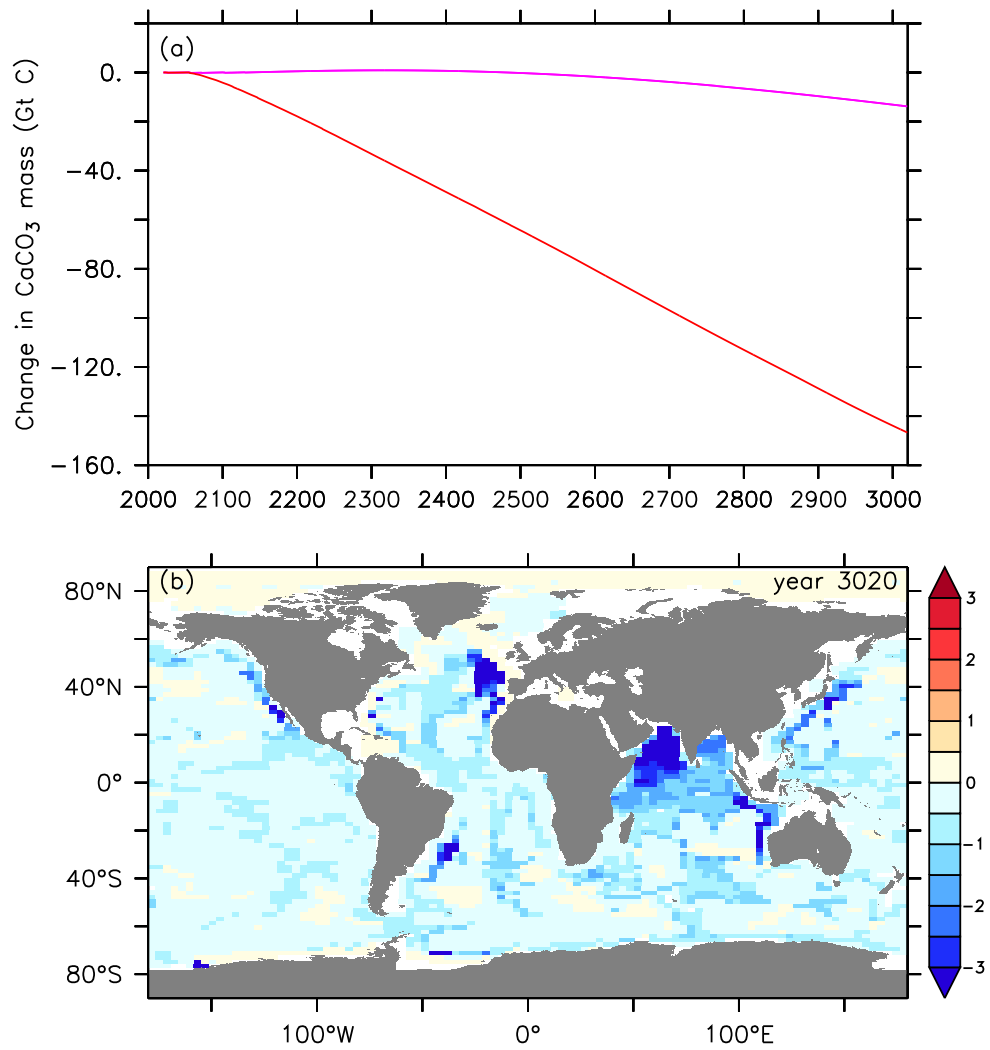 (a)
Change in CaCO3 mass (Gt C)
0.
−40.
−80.
−120.
−160.
2000 2100 2200 2300 2400 2500 2600 2700 2800 2900 3000
(b)
year 3020
80°N
40°N
0°
40°S
80°S
100°W 0° 100°E
3
2
1
0
−1
−2
−3